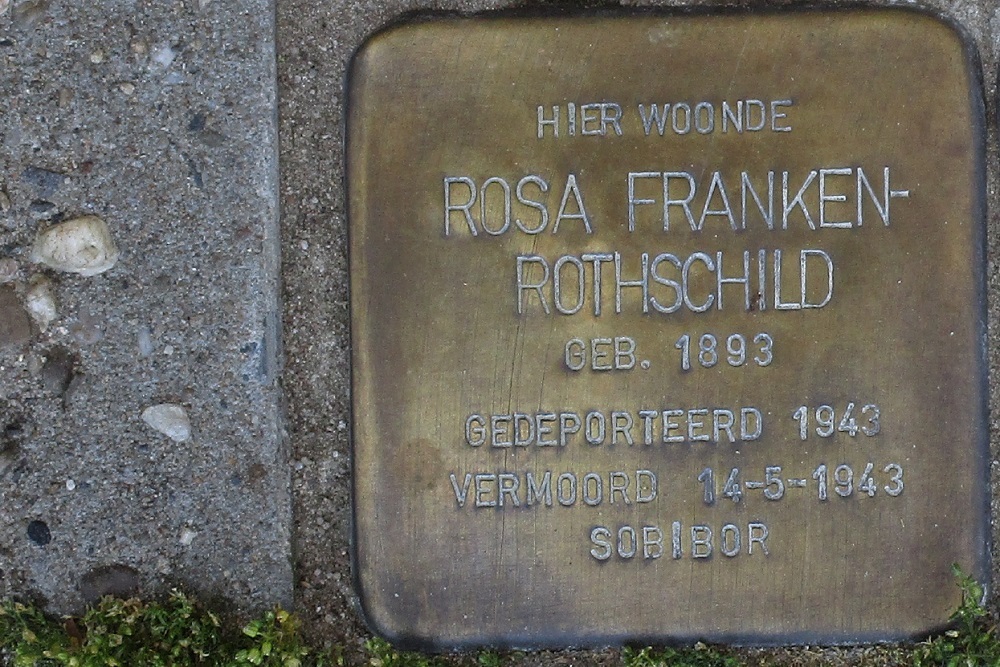 HIER WOONDE
ROSA FRANKEN-
ROTHSCHILD
GEB. 1893
GEDEPORTEERD 1943
VERMOORD 14-5-1943
SOBIBOR